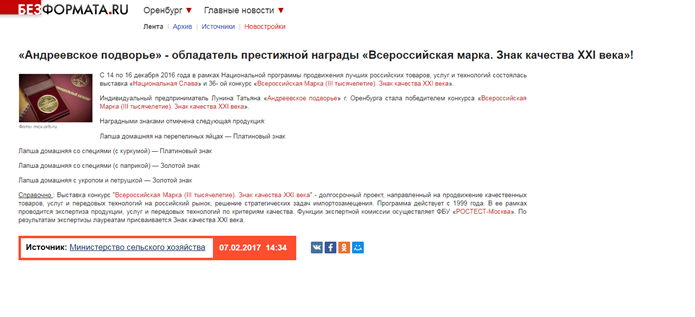 БЕЗФОРМАТА.RU
Оренбург ▼ Главные новости ▼
Лента | Архив | Источники | Новостройки
«Андреевское подворье» - обладатель престижной награды «Всероссийская марка. Знак качества XXI века»!
С 14 по 16 декабря 2016 года в рамках Национальной программы продвижения лучших российских товаров, услуг и технологий состоялась
выставка «Национальная Слава» и 36- ой конкурс «Всероссийская Марка (III тысячелетие). Знак качества XXI века».
Индивидуальный предприниматель Лунина Татьяна «Андреевское подворье» г. Оренбурга стала победителем конкурса «Всероссийская
Марка (III тысячелетие). Знак качества XXI века».
Наградными знаками отмечена следующая продукция:
Фото: mcx.orb.ru
Лапша домашняя на перепелиных яйцах — Платиновый знак
Лапша домашняя со специями (с куркумой) — Платиновый знак
Лапша домашняя со специями (с паприкой) — Золотой знак
Лапша домашняя с укропом и петрушкой — Золотой знак
Справочно : Выставка конкурс "Всероссийская Марка (III тысячелетие). Знак качества XXI века" - долгосрочный проект, направленный на продвижение качественных
товаров, услуг и передовых технологий на российский рынок, решение стратегических задач импортозамещения. Программа действует с 1999 года. В ее рамках
проводится экспертиза продукции, услуг и передовых технологий по критериям качества. Функции экспертной комиссии осуществляет ФБУ «РОСТЕСТ-Москва». По
результатам экспертизы лауреатам присваивается Знак качества XXI века.
Источник: Министерство сельского хозяйства 07.02.2017 14:34